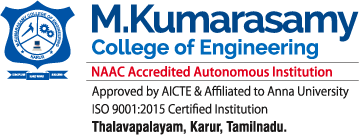 M.Kumarasamy
College of Engineering
NAAC Accredited Autonomous Institution
Approved by AICTE & Affiliated to Anna University
ISO 9001:2015 Certified Institution
Thalavapalayam, Karur, Tamilnadu.
KARUR